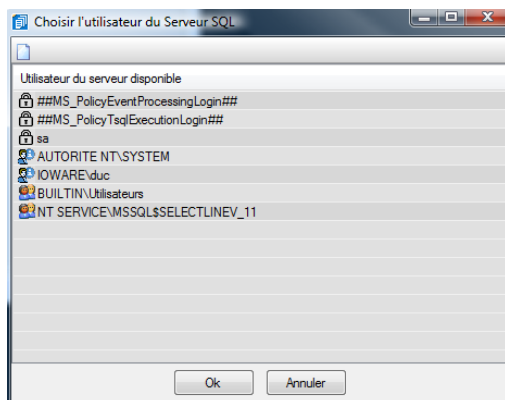 Choisir l'utilisateur du Serveur SQL
Utilisateur du serveur disponible
##MS_PolicyEventProcessingLogin##
##MS_PolicyTsqlExecutionLogin##
sa
AUTORITE NT\SYSTEM
IOWARE\duc
BUILTIN\Utilisateurs
NT SERVICE\MSSQL$SELECTLINEV_11
Ok
Annuler